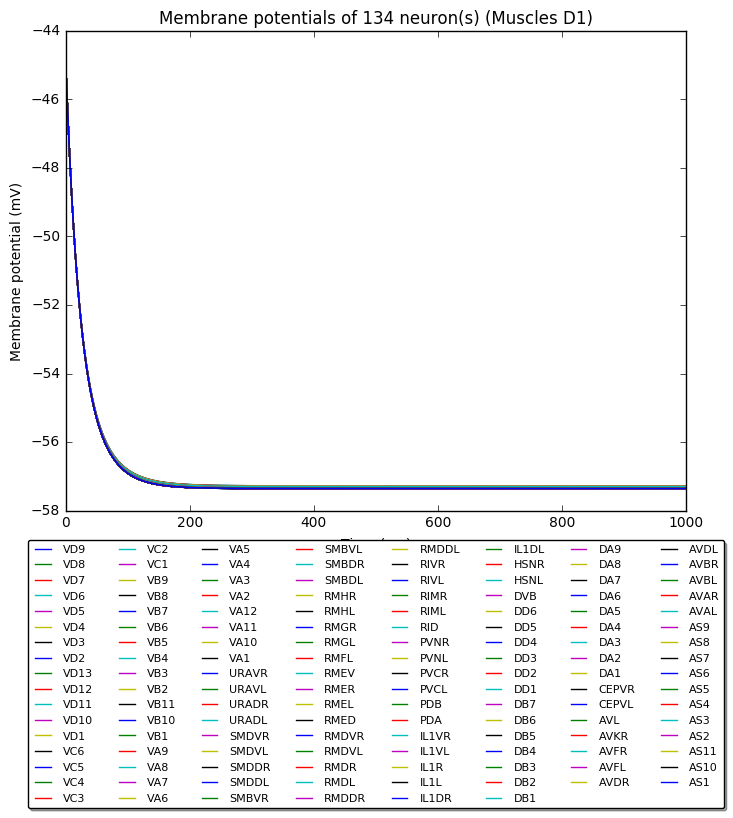 Membrane potentials of 134 neuron(s) (Muscles D1)
Membrane potential (mV)
−44
−46
−48
−50
−52
−54
−56
−58
0 200 400 600 800 1000
VD9 VC2 VA5 SMBVL RMDDL IL1DL DA9 AVDL
VD8 VC1 VA4 SMBDR RIVR HSNR DA8 AVBR
VD7 VB9 VA3 SMBDL RIVL HSNL DA7 AVBL
VD6 VB8 VA2 RMHR RIMR DVB DA6 AVAR
VD5 VB7 VA12 RMHL RIML DD6 DA5 AVAL
VD4 VB6 VA11 RMGR RID DD5 DA4 AS9
VD3 VB5 VA10 RMGL PVNR DD4 DA3 AS8
VD2 VB4 VA1 RMFL PVNL DD3 DA2 AS7
VD13 VB3 URAVR RMEV PVCR DD2 DA1 AS6
VD12 VB2 URAVL RMER PVCL DD1 CEPVR AS5
VD11 VB11 URADR RMEL PDB DB7 CEPVL AS4
VD10 VB10 URADL RMED PDA DB6 AVL AS3
VD1 VB1 SMDVR RMDVR IL1VR DB5 AVKR AS2
VC6 VA9 SMDVL RMDVL IL1VL DB4 AVFR AS11
VC5 VA8 SMDDR RMDR IL1R DB3 AVFL AS10
VC4 VA7 SMDDL RMDL IL1L DB2 AVDR AS1
VC3 VA6 SMBVR RMDDR IL1DR DB1